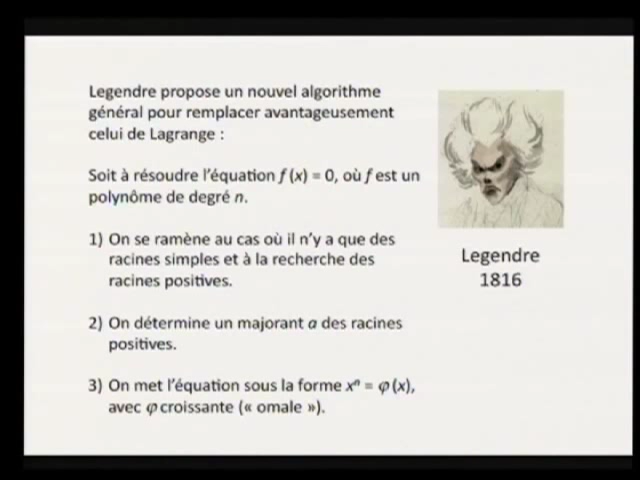 Legendre propose un nouvel algorithme
général pour remplacer avantageusement
celui de Lagrange :
Soit à résoudre l'équation f (x) = 0, où f est un
polynôme de degré n.
1) On se ramène au cas où il n'y a que des
racines simples et à la recherche des
racines positives.
2) On détermine un majorant a des racines
positives.
3) On met l'équation sous la forme xⁿ = φ (x),
avec φ croissante (« omale »).
Legendre
1816